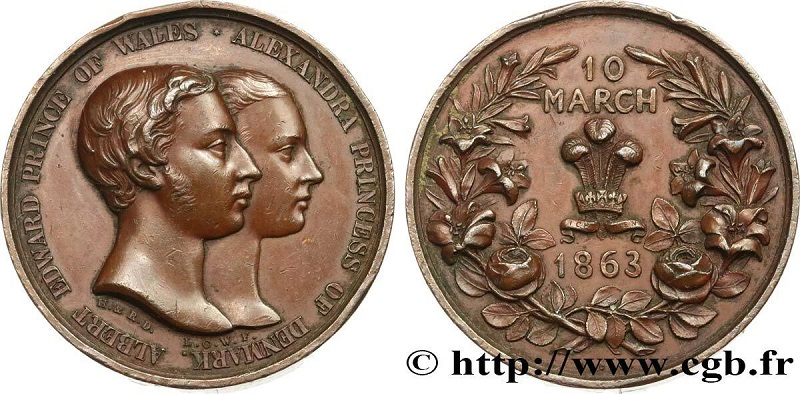 ALBERT EDWARD PRINCE OF WALES · ALEXANDRA PRINCESS OF DENMARK.
H & R.D.
10
MARCH
1863
© http://www.cgb.fr